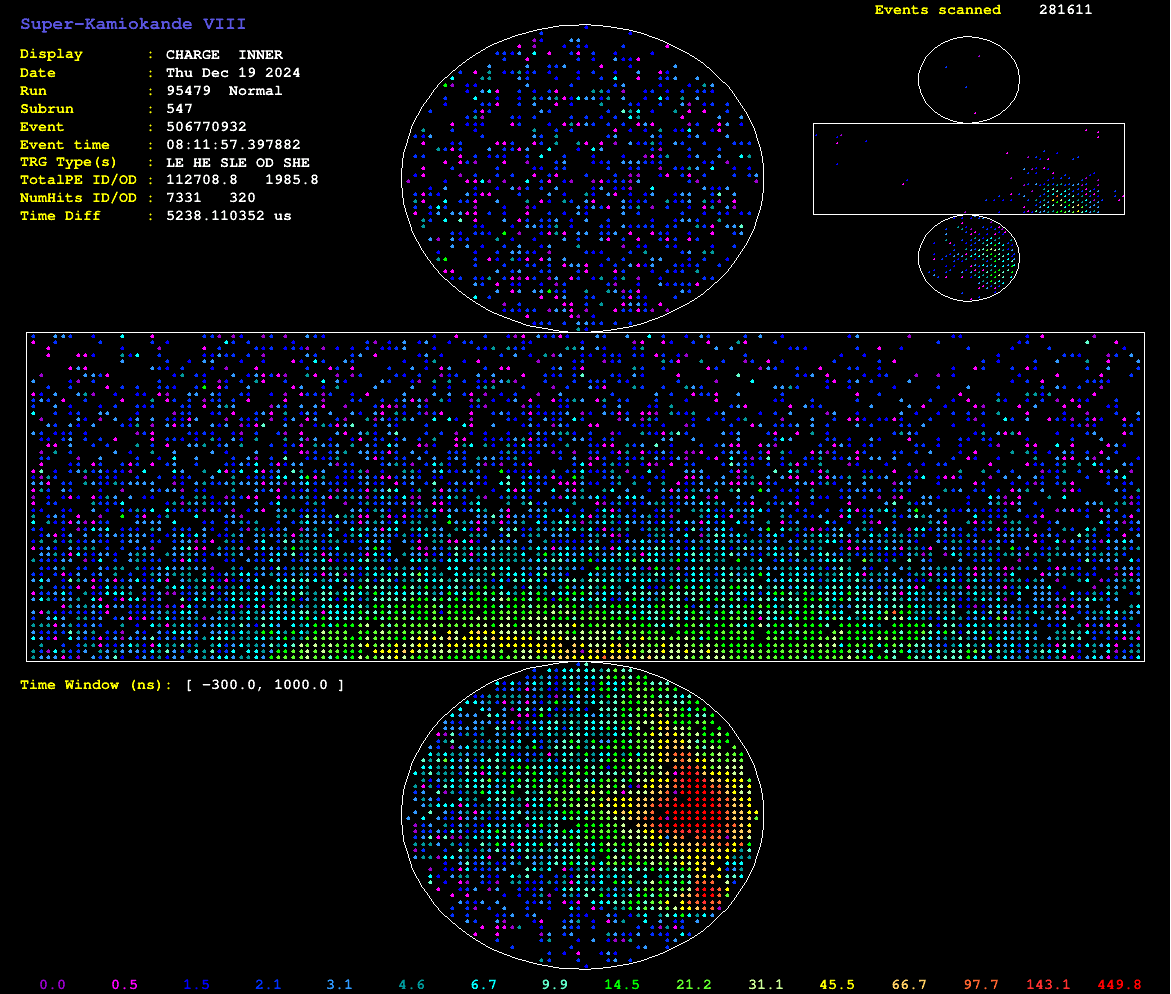 Super-Kamiokande VIII
Display : CHARGE INNER
Date : Thu Dec 19 2024
Run : 95479 Normal
Subrun : 547
Event : 506770932
Event time : 08:11:57.397882
TRG Type(s) : LE HE SLE OD SHE
TotalPE ID/OD : 112708.8 1985.8
NumHits ID/OD : 7331 320
Time Diff : 5238.110352 us
Events scanned 281611
Time Window (ns): [ −300.0, 1000.0 ]
0.0 0.5 1.5 2.1 3.1 4.6 6.7 9.9 14.5 21.2 31.1 45.5 66.7 97.7 143.1 449.8